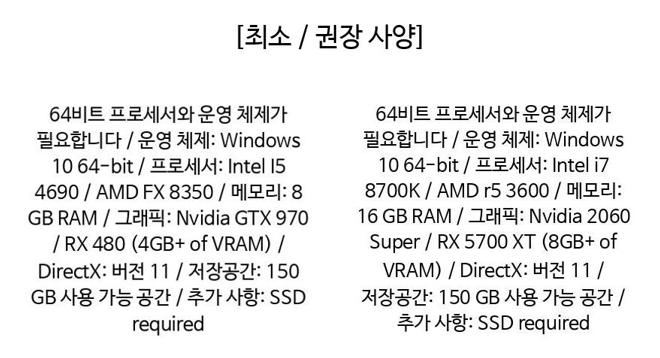 [최소 / 권장 사양]
64비트 프로세서와 운영 체제가
필요합니다 / 운영 체제: Windows
10 64-bit / 프로세서: Intel I5
4690 / AMD FX 8350 / 메모리: 8
GB RAM / 그래픽: Nvidia GTX 970
/ RX 480 (4GB+ of VRAM) /
DirectX: 버전 11 / 저장공간: 150
GB 사용 가능 공간 / 추가 사항: SSD
required
64비트 프로세서와 운영 체제가
필요합니다 / 운영 체제: Windows
10 64-bit / 프로세서: Intel i7
8700K / AMD r5 3600 / 메모리:
16 GB RAM / 그래픽: Nvidia 2060
Super / RX 5700 XT (8GB+ of
VRAM) / DirectX: 버전 11 /
저장공간: 150 GB 사용 가능 공간 /
추가 사항: SSD required